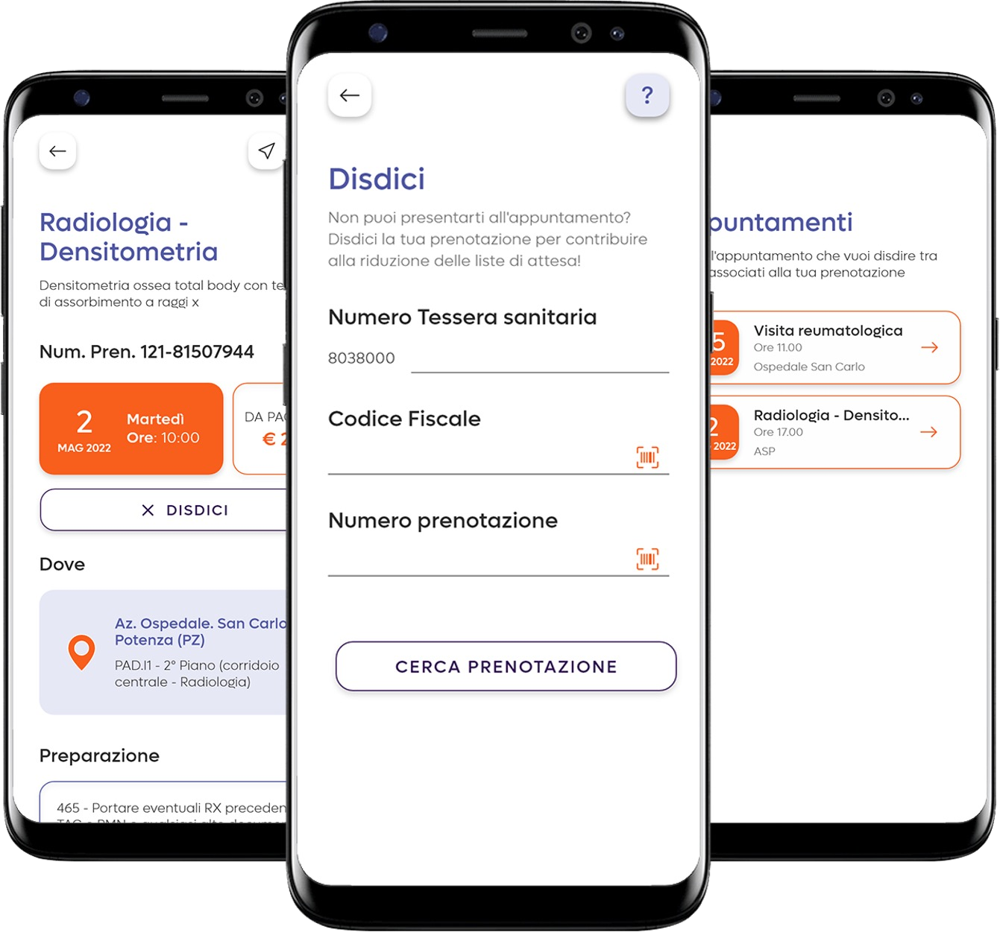 Radiologia -
Densitometria
Densitometria ossea total body con
di assorbimento a raggi x
Num. Pren. 121-81507944
2
MAG 2022
Martedì
Ore: 10:00
DA
€
DISDICI
Dove
Az. Ospedale. San Carlo
Potenza (PZ)
PAD.I1 - 2° Piano (corridoio
centrale - Radiologia)
Preparazione
465 - Portare eventuali RX
?
Disdici
Non puoi presentarti all'appuntamento?
Disdici la tua prenotazione per contribuire
alla riduzione delle liste di attesa!
Numero Tessera sanitaria
8038000
Codice Fiscale
Numero prenotazione
CERCA PRENOTAZIONE
puntamenti
l'appuntamento che vuoi disdire tra
associati alla tua prenotazione
5
2022
Visita reumatologica
Ore 11.00
Ospedale San Carlo
2
2022
Radiologia - Densito...
Ore 17.00
ASP